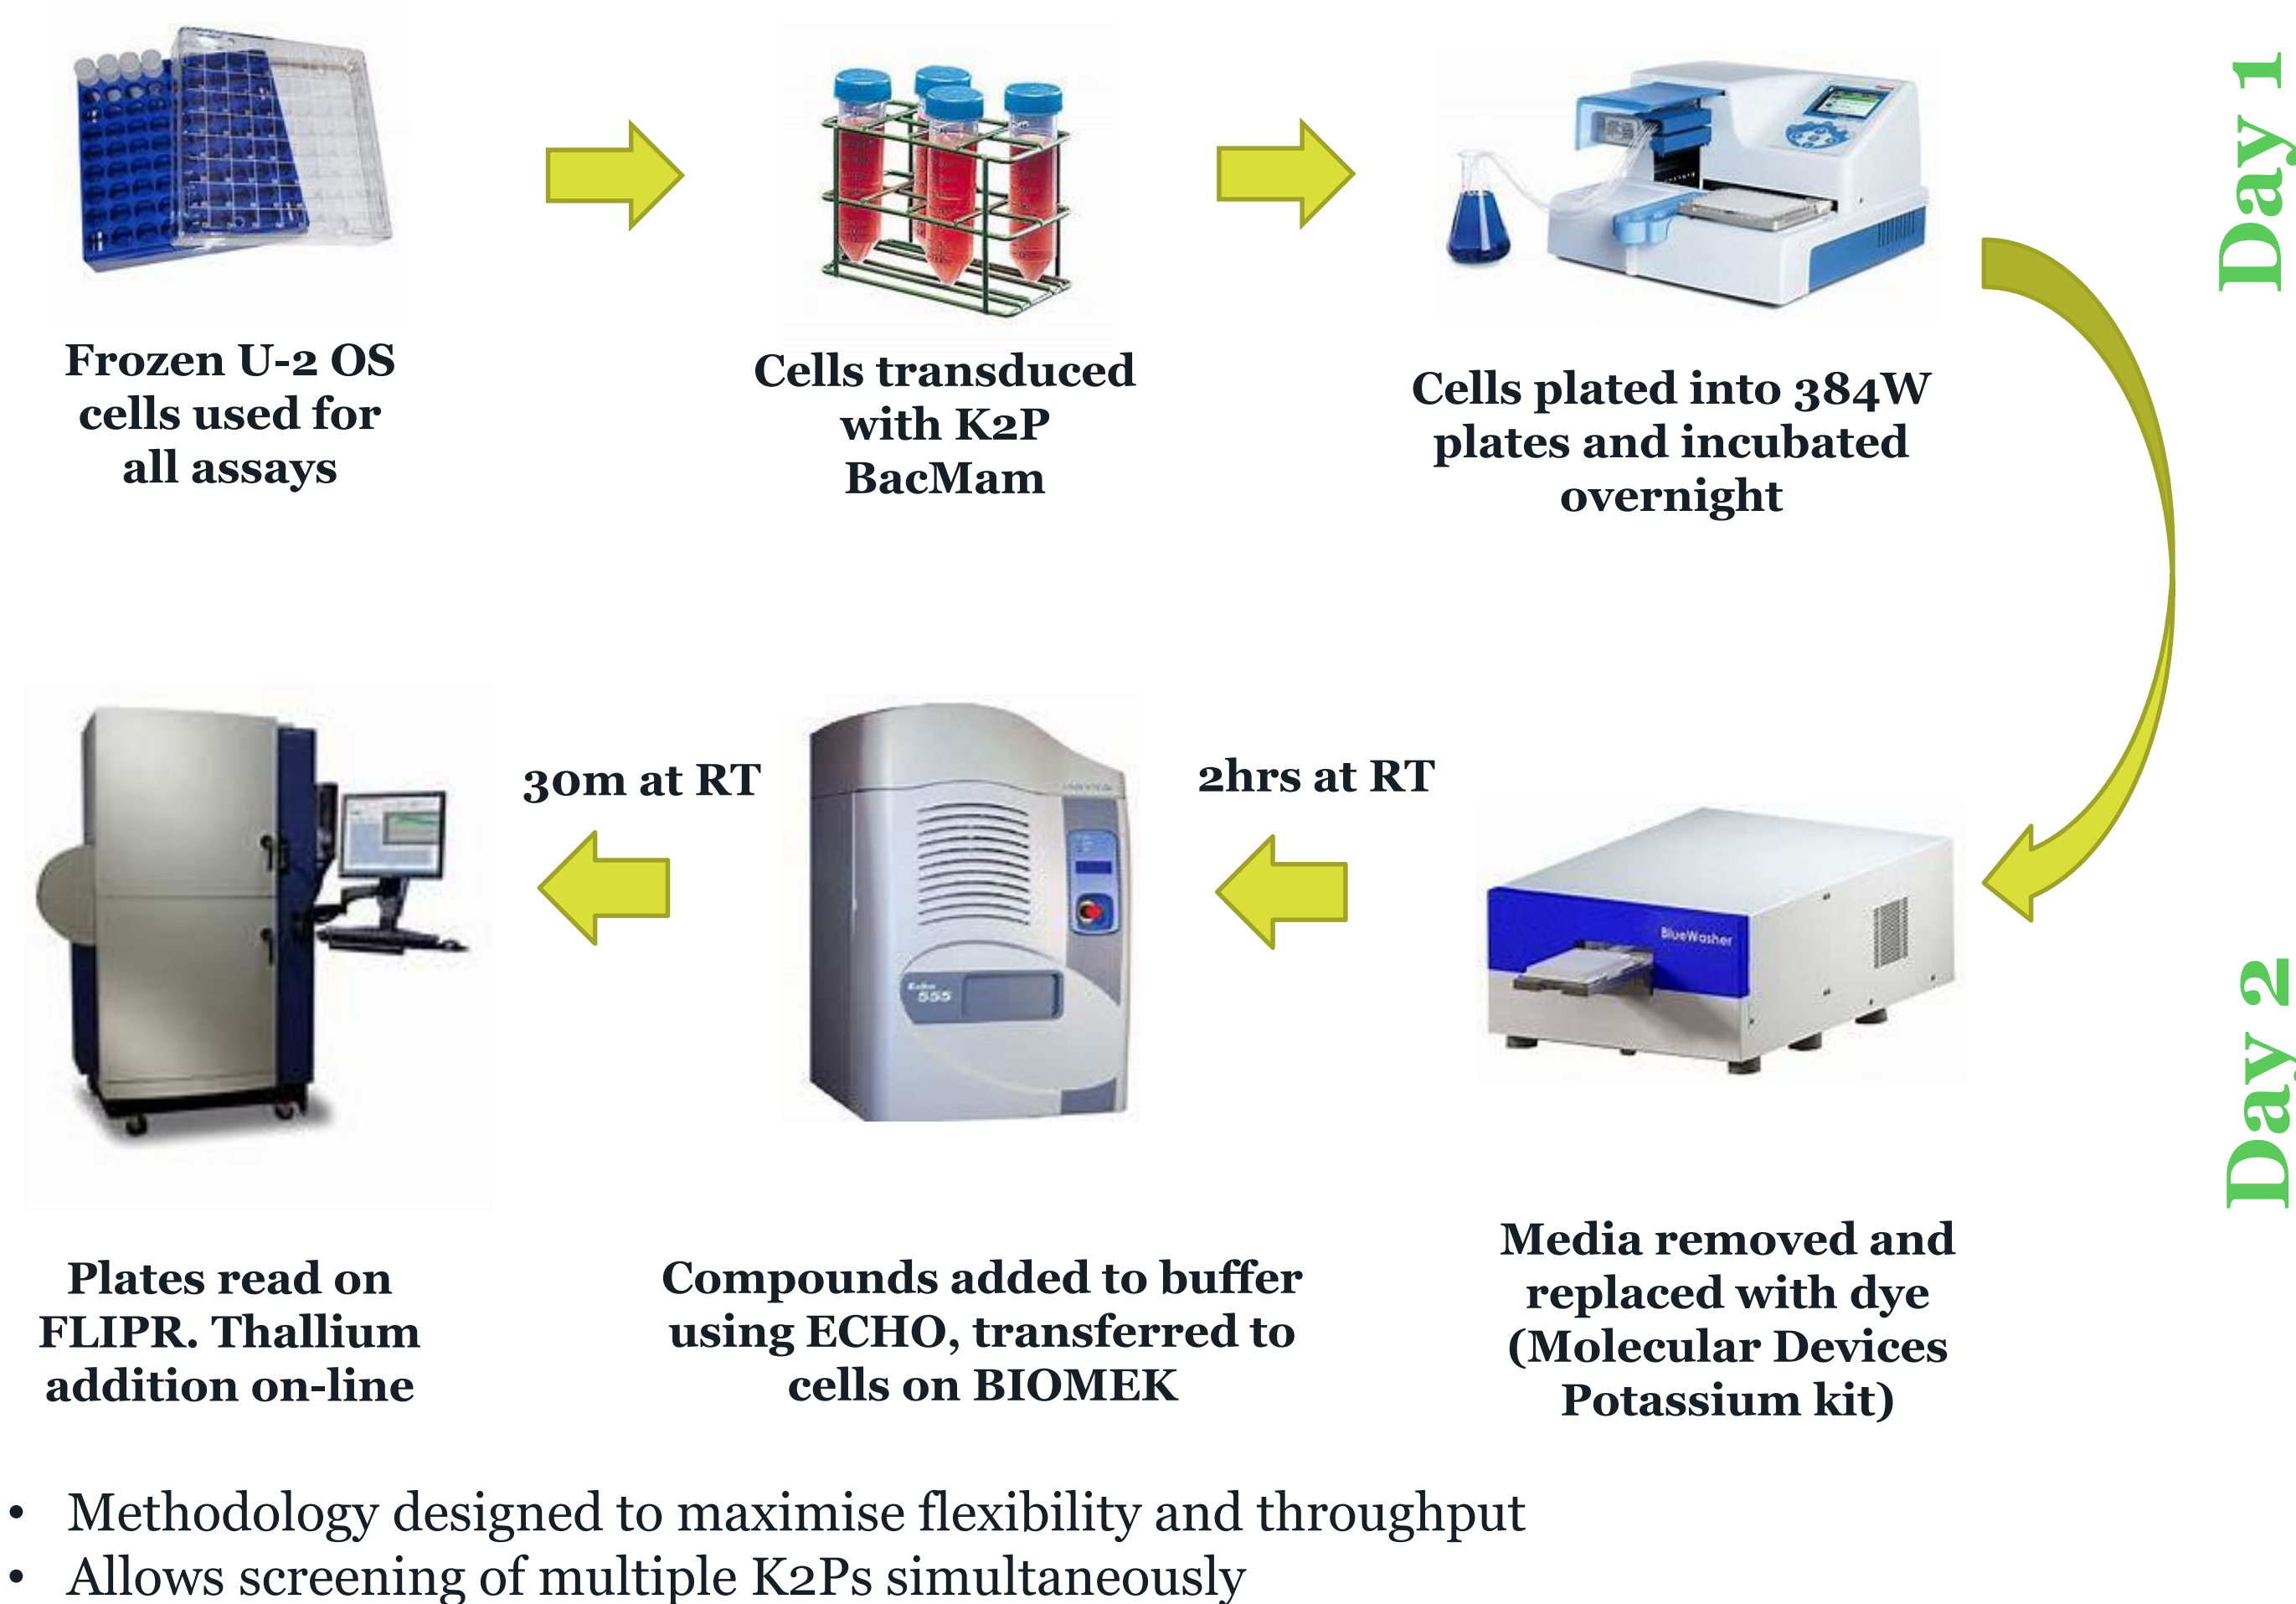 Day 1
Frozen U-2 OS
cells used for
all assays
Cells transduced
with K2P
BacMam
Cells plated into 384W
plates and incubated
overnight
30m at RT
2hrs at RT
Echo
555
BlueWasher
Day 2
Plates read on
FLIPR. Thallium
addition on-line
Compounds added to buffer
using ECHO, transferred to
cells on BIOMEK
Media removed and
replaced with dye
(Molecular Devices
Potassium kit)
• Methodology designed to maximise flexibility and throughput
• Allows screening of multiple K2Ps simultaneously